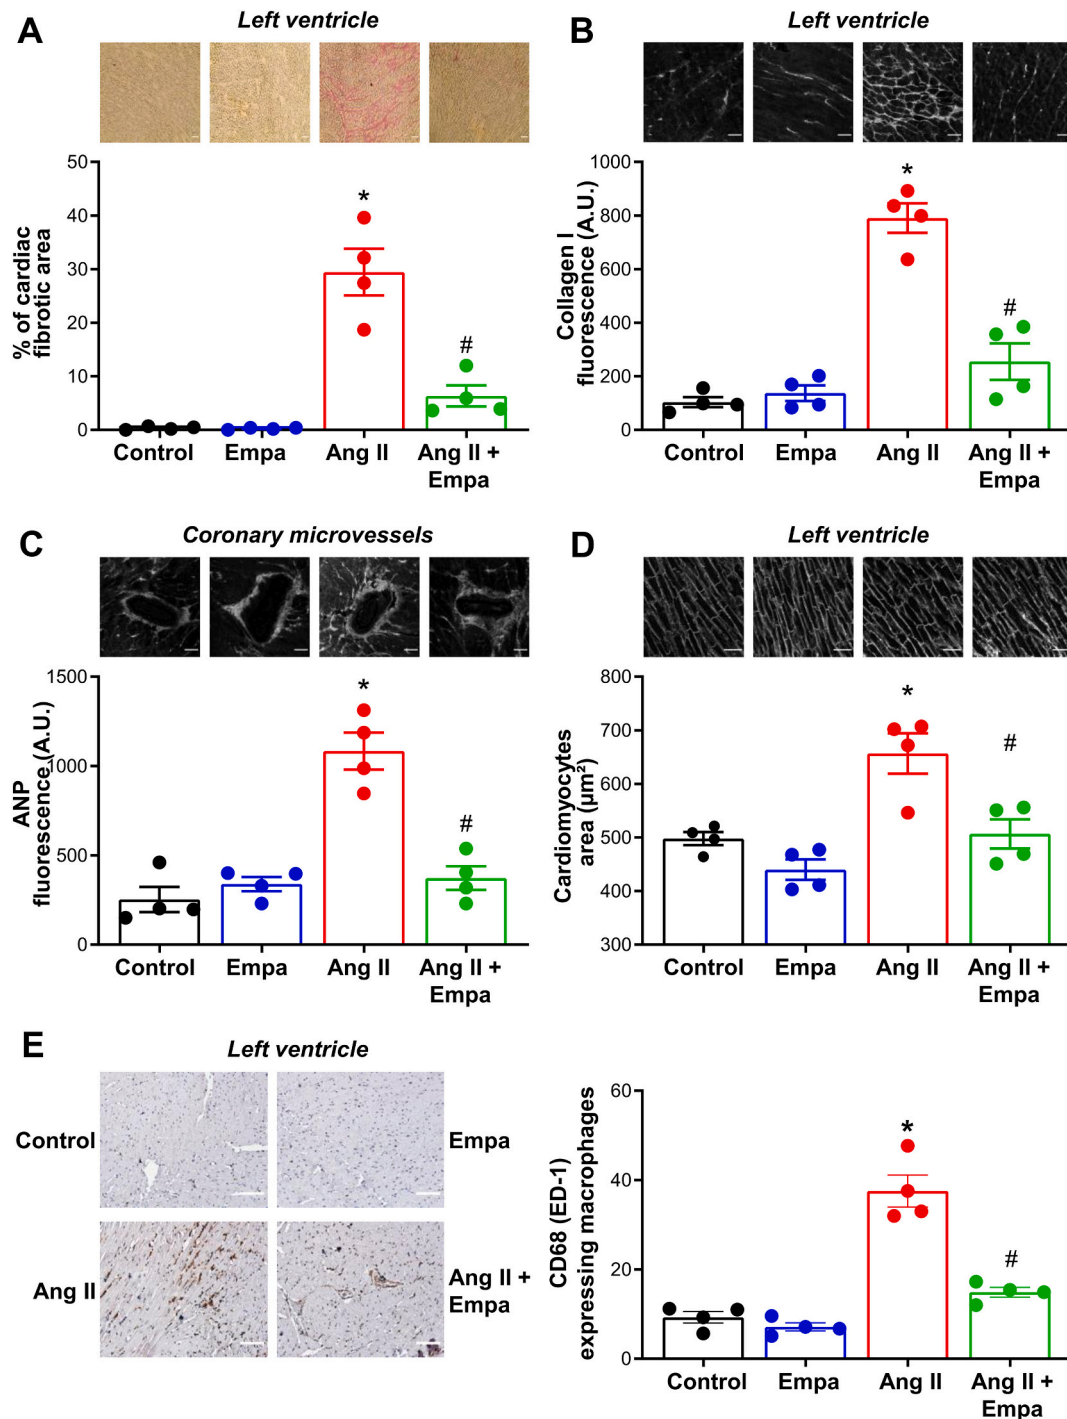 A
Left ventricle
% of cardiac
fibrotic area
50
40
30
20
10
0
*
#
Control
Empa
Ang II
Ang II +
Empa
B
Left ventricle
Collagen I
fluorescence (A.U.)
1000
800
600
400
200
0
*
#
Control
Empa
Ang II
Ang II +
Empa
C
Coronary microvessels
ANP
fluorescence (A.U.)
1500
1000
500
0
*
#
Control
Empa
Ang II
Ang II +
Empa
D
Left ventricle
Cardiomyocytes
area (µm²)
800
700
600
500
400
300
*
#
Control
Empa
Ang II
Ang II +
Empa
E
Left ventricle
Control
Empa
Ang II
Ang II +
Empa
CD68 (ED-1)
expressing macrophages
60
40
20
0
*
#
Control
Empa
Ang II
Ang II +
Empa